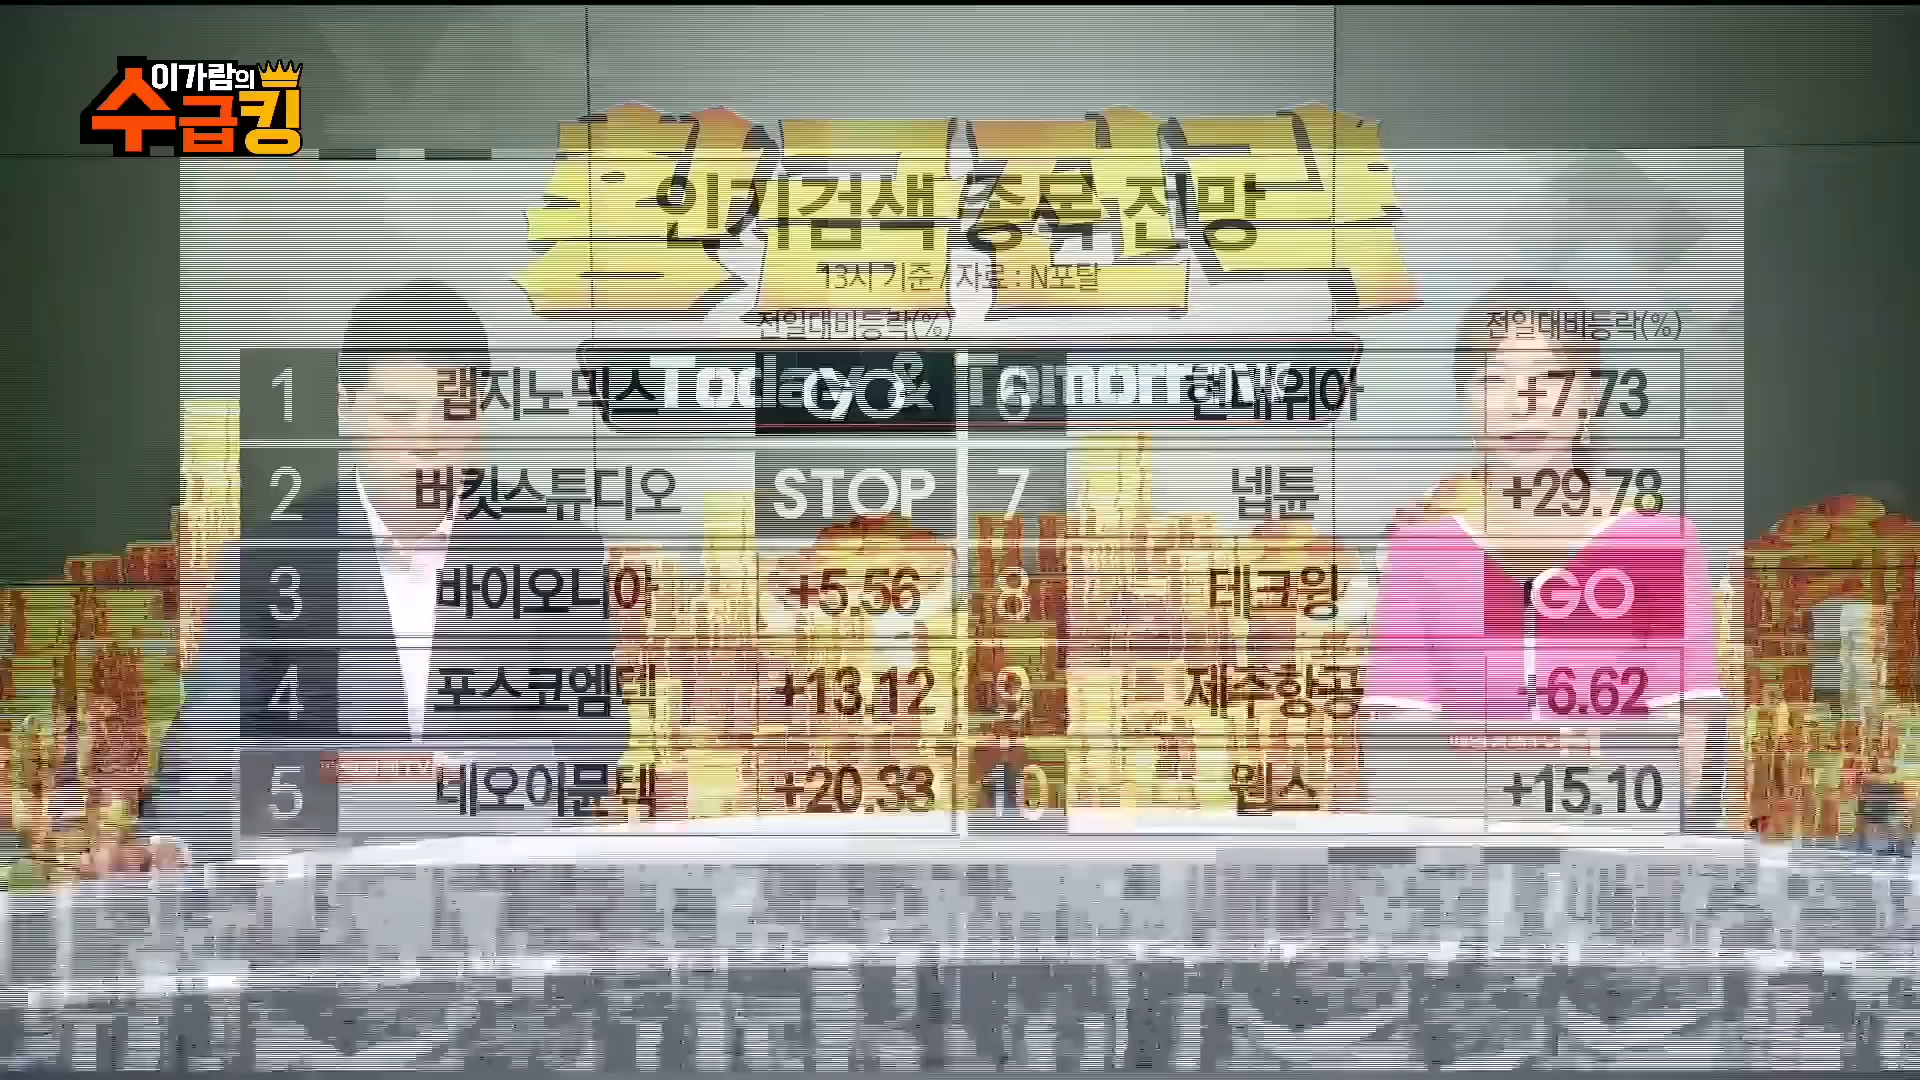 이가람의
수급킹
인기검색 종목 전망
13시 기준 / 자료 : N포탈
전일대비등락(%)
전일대비등락(%)
Today & Tomorrow
1 랩지노믹스 GO
2 버킷스튜디오 STOP
3 바이오니아 +5.56
4 포스코엠텍 +13.12
5 네오이뮨텍 +20.33
6 현대위아 +7.73
7 넵튠 +29.78
8 테크윙 GO
9 제주항공 +6.62
10 웹스 +15.10